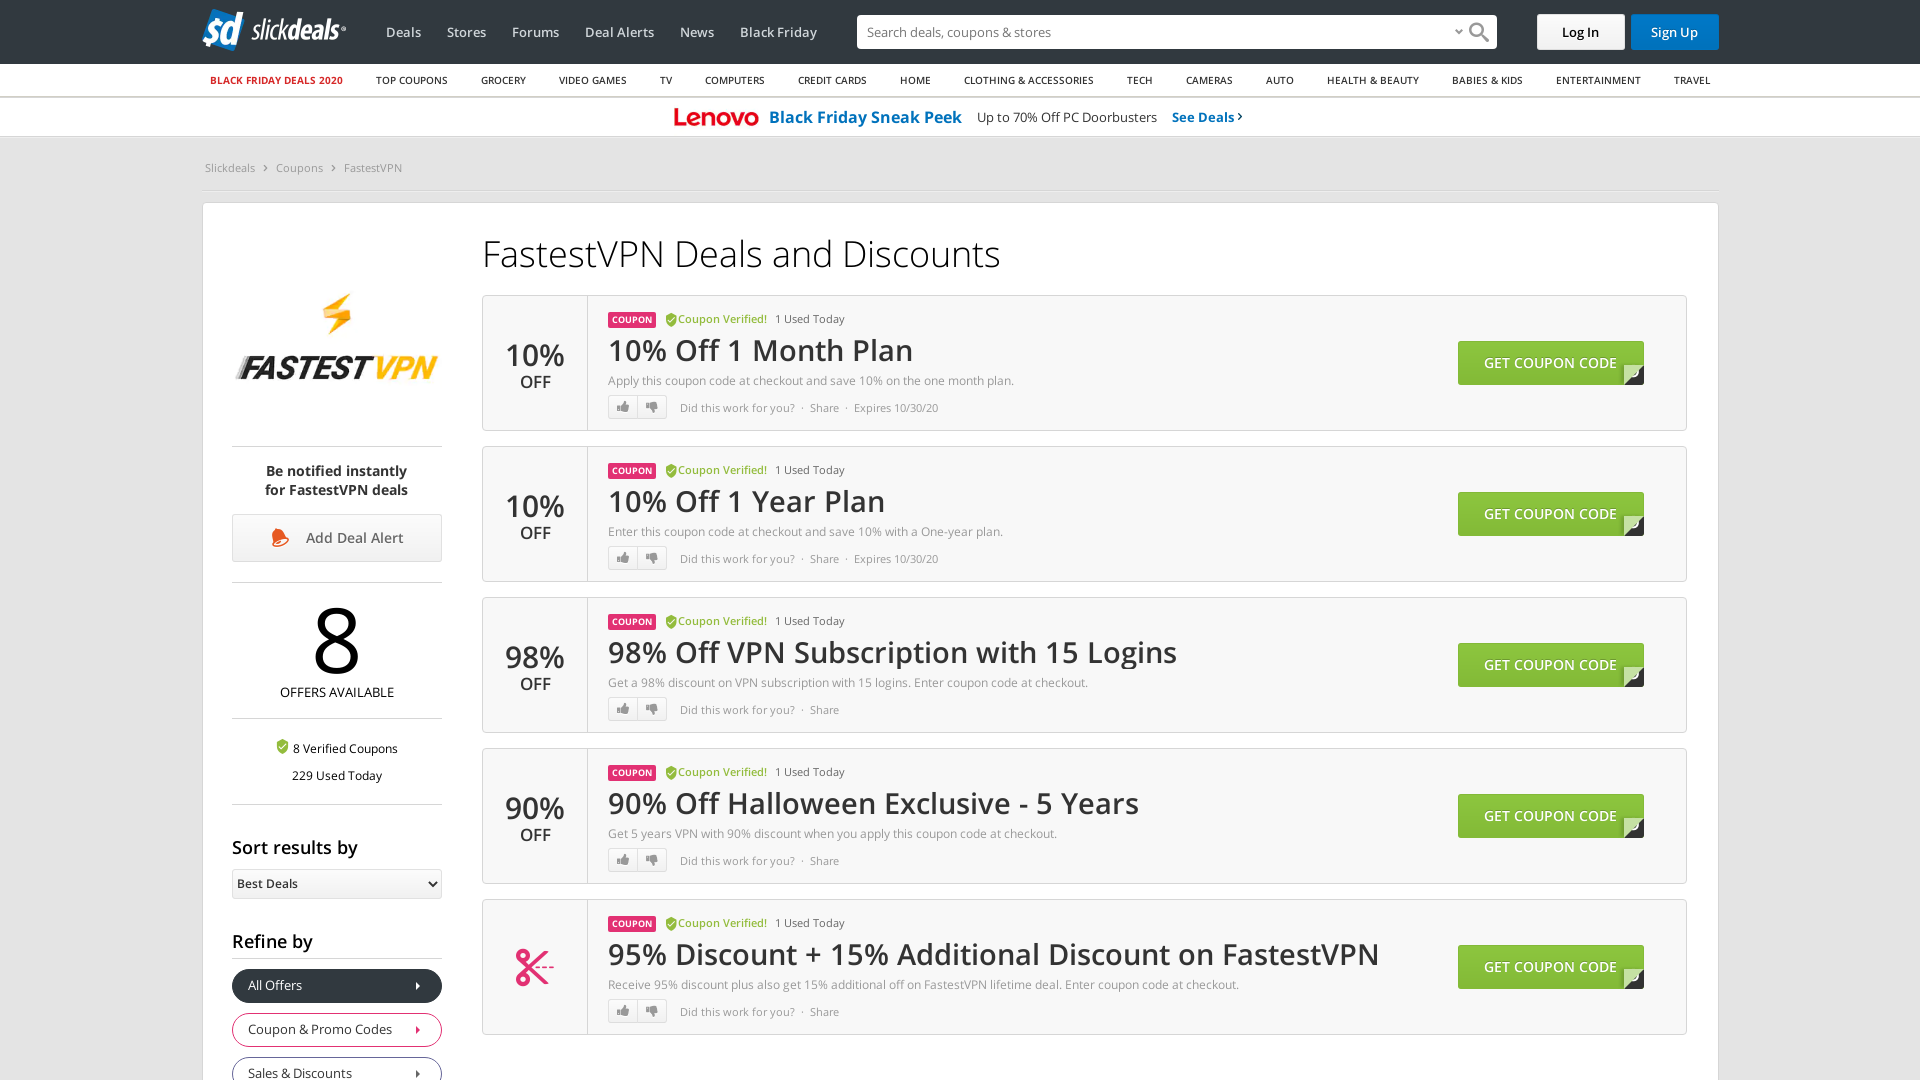 sd slickdeals
Deals Stores Forums Deal Alerts News Black Friday Search deals, coupons & stores Log In Sign Up
BLACK FRIDAY DEALS 2020 TOP COUPONS GROCERY VIDEO GAMES TV COMPUTERS CREDIT CARDS HOME CLOTHING & ACCESSORIES TECH CAMERAS AUTO HEALTH & BEAUTY BABIES & KIDS ENTERTAINMENT TRAVEL
Lenovo Black Friday Sneak Peek Up to 70% Off PC Doorbusters See Deals
Slickdeals Coupons FastestVPN
FASTEST VPN
Be notified instantly
for FastestVPN deals
Add Deal Alert
8
OFFERS AVAILABLE
8 Verified Coupons
229 Used Today
Sort results by
Best Deals
Refine by
All Offers
Coupon & Promo Codes
Sales & Discounts
FastestVPN Deals and Discounts
10%
OFF
COUPON Coupon Verified! 1 Used Today
10% Off 1 Month Plan
Apply this coupon code at checkout and save 10% on the one month plan.
Did this work for you? · Share · Expires 10/30/20
GET COUPON CODE
10%
OFF
COUPON Coupon Verified! 1 Used Today
10% Off 1 Year Plan
Enter this coupon code at checkout and save 10% with a One-year plan.
Did this work for you? · Share · Expires 10/30/20
GET COUPON CODE
98%
OFF
COUPON Coupon Verified! 1 Used Today
98% Off VPN Subscription with 15 Logins
Get a 98% discount on VPN subscription with 15 logins. Enter coupon code at checkout.
Did this work for you? · Share
GET COUPON CODE
90%
OFF
COUPON Coupon Verified! 1 Used Today
90% Off Halloween Exclusive - 5 Years
Get 5 years VPN with 90% discount when you apply this coupon code at checkout.
Did this work for you? · Share
GET COUPON CODE
COUPON Coupon Verified! 1 Used Today
95% Discount + 15% Additional Discount on FastestVPN
Receive 95% discount plus also get 15% additional off on FastestVPN lifetime deal. Enter coupon code at checkout.
Did this work for you? · Share
GET COUPON CODE